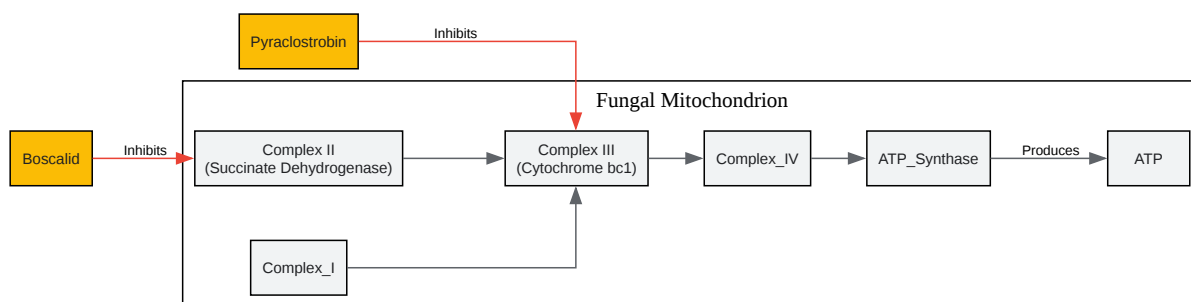 Pyraclostrobin
Inhibits
Fungal Mitochondrion
Boscalid
Inhibits
Complex II
(Succinate Dehydrogenase)
Complex III
(Cytochrome bc1)
Complex_IV
ATP_Synthase
Produces
ATP
Complex_I